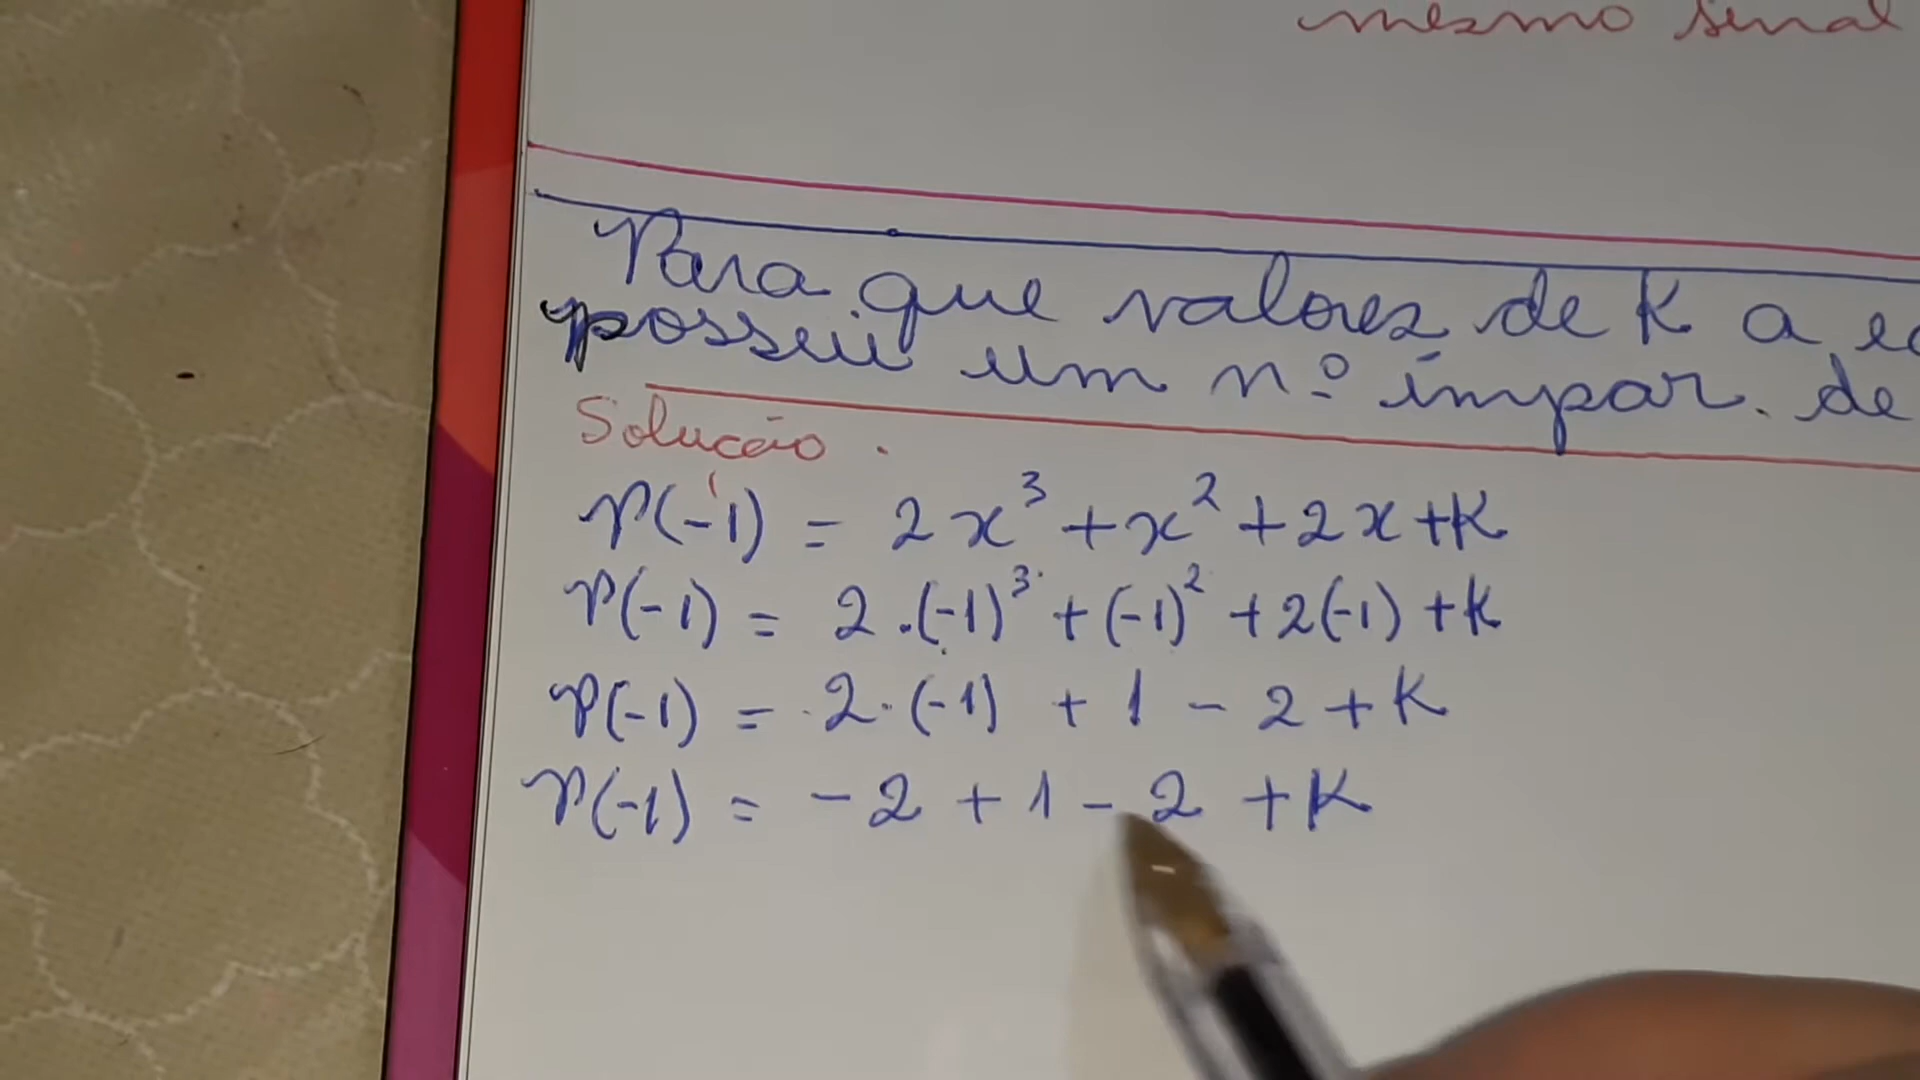 mesmo sinal
Para que valores de K a
possui um nº ímpar. de
Solução.
P(-1) = 2x³ + x² + 2x + K
P(-1) = 2.(-1)³ + (-1)² + 2(-1) + K
P(-1) = 2.(-1) + 1 - 2 + K
P(-1) = -2 + 1 - 2 + K